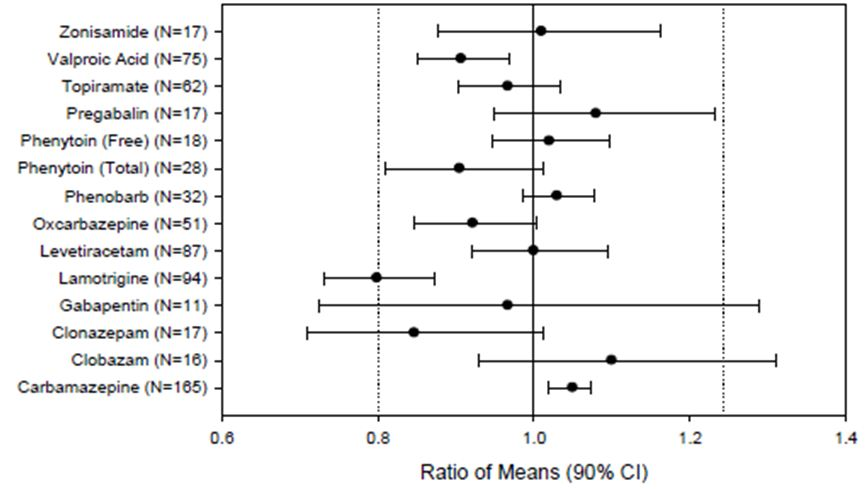 Zonisamide (N=17)
Valproic Acid (N=75)
Topiramate (N=62)
Pregabalin (N=17)
Phenytoin (Free) (N=18)
Phenytoin (Total) (N=28)
Phenobarb (N=32)
Oxcarbazepine (N=51)
Levetiracetam (N=87)
Lamotrigine (N=94)
Gabapentin (N=11)
Clonazepam (N=17)
Clobazam (N=16)
Carbamazepine (N=165)
0.6 0.8 1.0 1.2 1.4
Ratio of Means (90% CI)